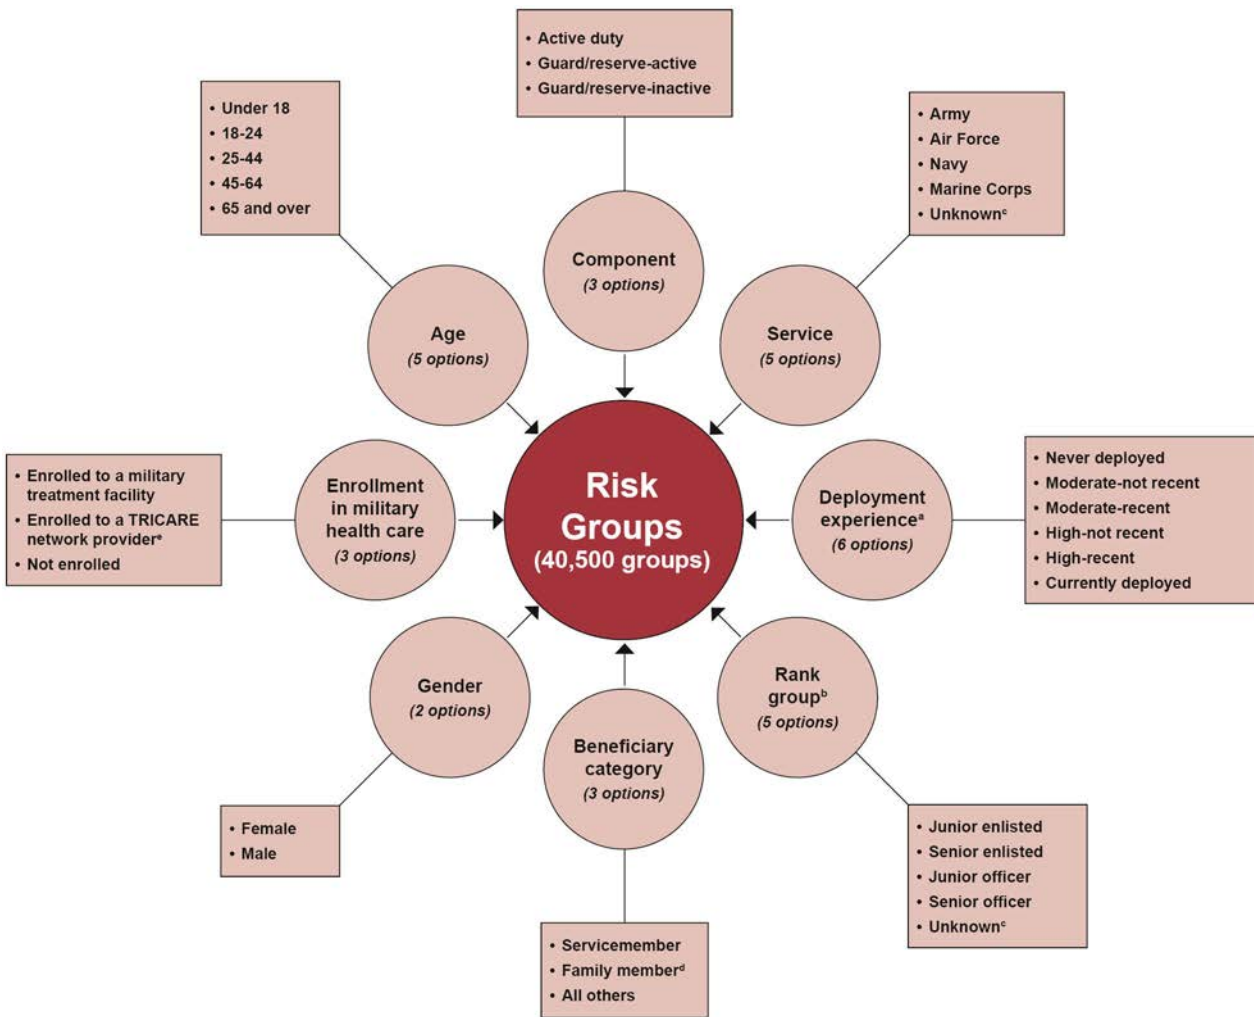 • Active duty
• Guard/reserve-active
• Guard/reserve-inactive
• Under 18
• 18-24
• 25-44
• 45-64
• 65 and over
• Army
• Air Force
• Navy
• Marine Corps
• Unknownᶜ
Component
(3 options)
Age
(5 options)
Service
(5 options)
• Enrolled to a military
treatment facility
• Enrolled to a TRICARE
network providerᵉ
• Not enrolled
Enrollment
in military
health care
(3 options)
Risk
Groups
(40,500 groups)
Deployment
experienceᵃ
(6 options)
• Never deployed
• Moderate-not recent
• Moderate-recent
• High-not recent
• High-recent
• Currently deployed
Gender
(2 options)
Beneficiary
category
(3 options)
Rank
groupᵇ
(5 options)
• Female
• Male
• Servicemember
• Family memberᵈ
• All others
• Junior enlisted
• Senior enlisted
• Junior officer
• Senior officer
• Unknownᶜ